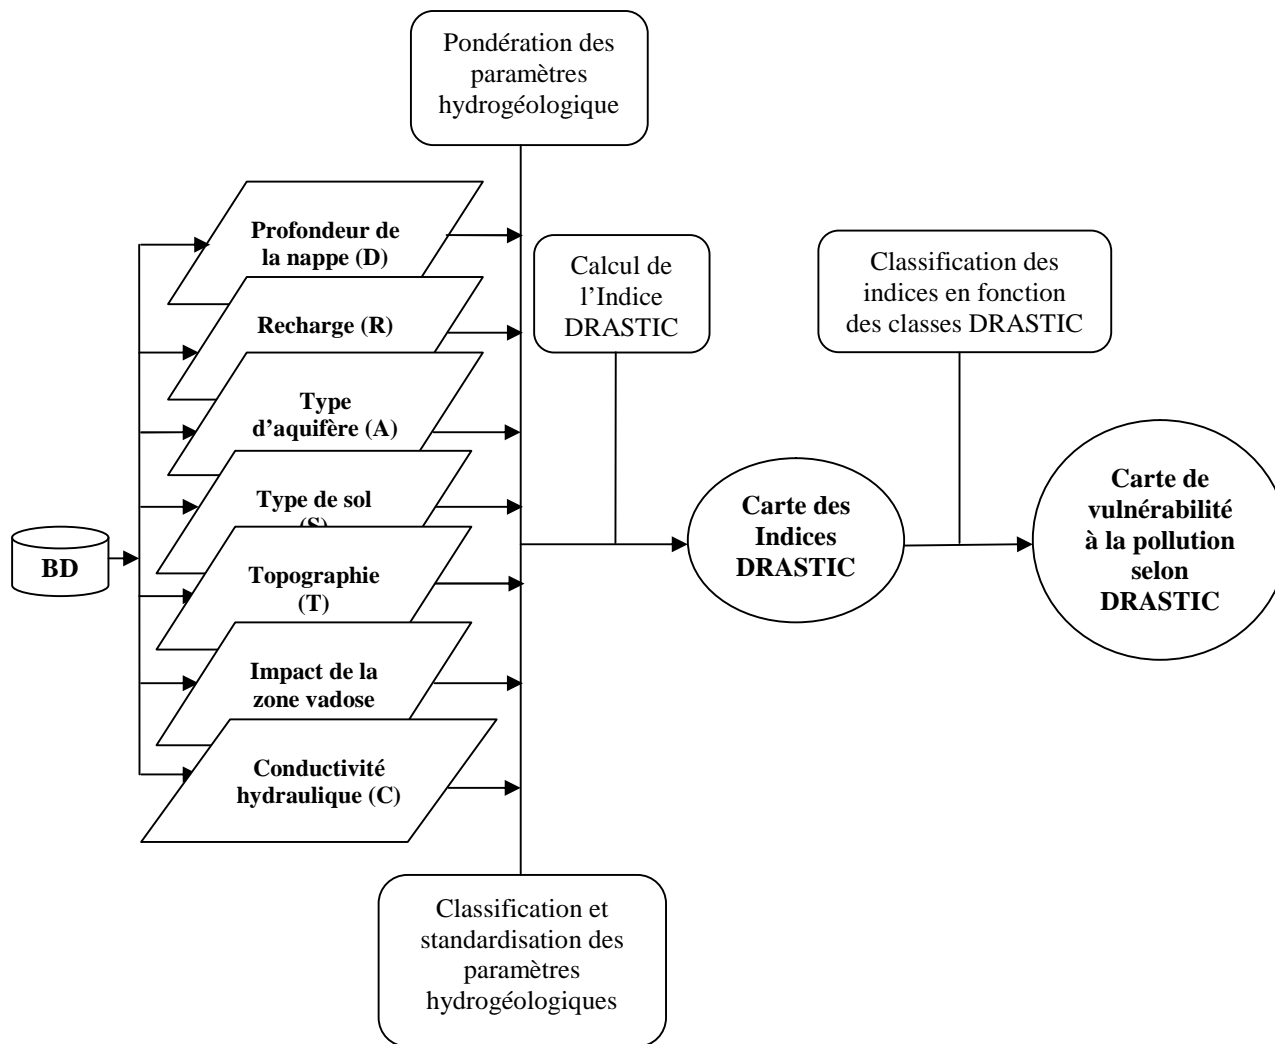 Pondération des
paramètres
hydrogéologique
Profondeur de
la nappe (D)
Recharge (R)
Type
d’aquifère (A)
Type de sol
(S)
Topographie
(T)
Impact de la
zone vadose
Conductivité
hydraulique (C)
BD
Calcul de
l’Indice
DRASTIC
Classification des
indices en fonction
des classes DRASTIC
Carte des
Indices
DRASTIC
Carte de
vulnérabilité
à la pollution
selon
DRASTIC
Classification et
standardisation des
paramètres
hydrogéologiques